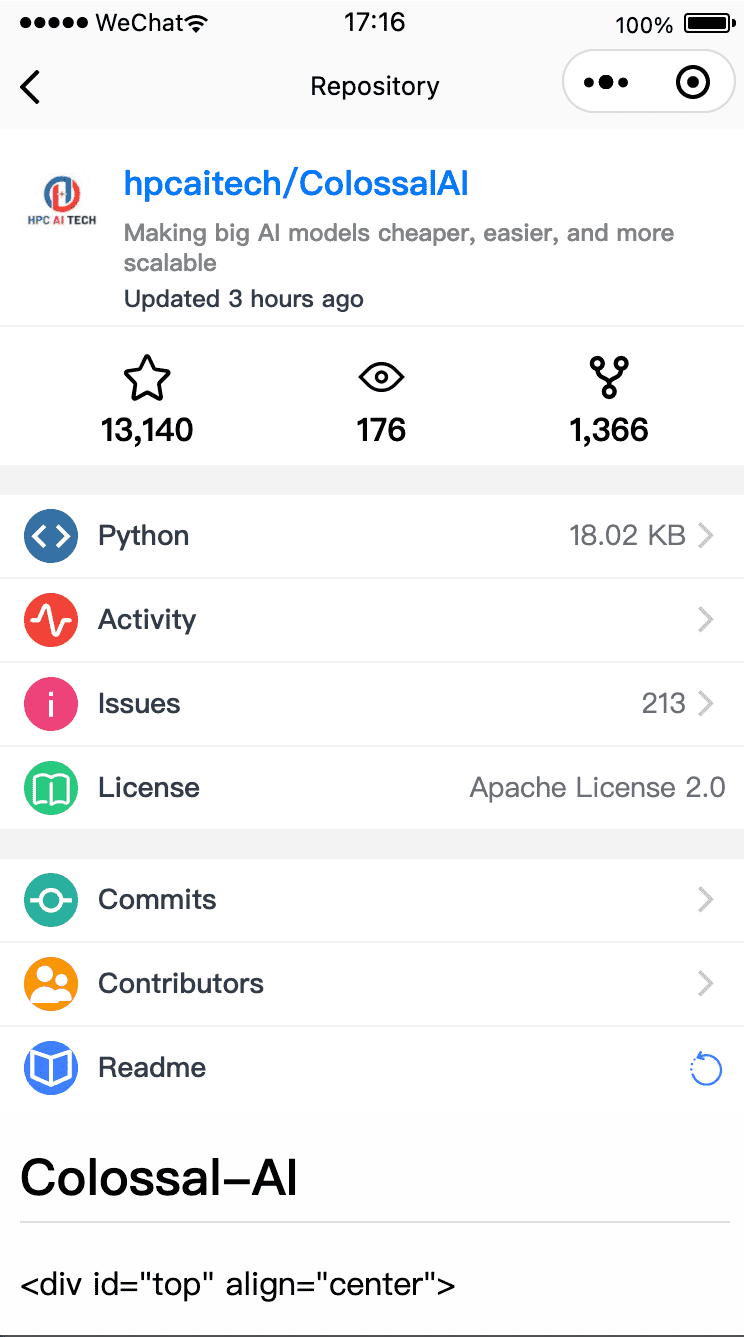 WeChat 17:16 100%
Repository
hpcaitech/ColossalAI
HPC AI TECH
Making big AI models cheaper, easier, and more
scalable
Updated 3 hours ago
13,140 176 1,366
Python 18.02 KB
Activity
Issues 213
License Apache License 2.0
Commits
Contributors
Readme
Colossal-AI
<div id="top" align="center">